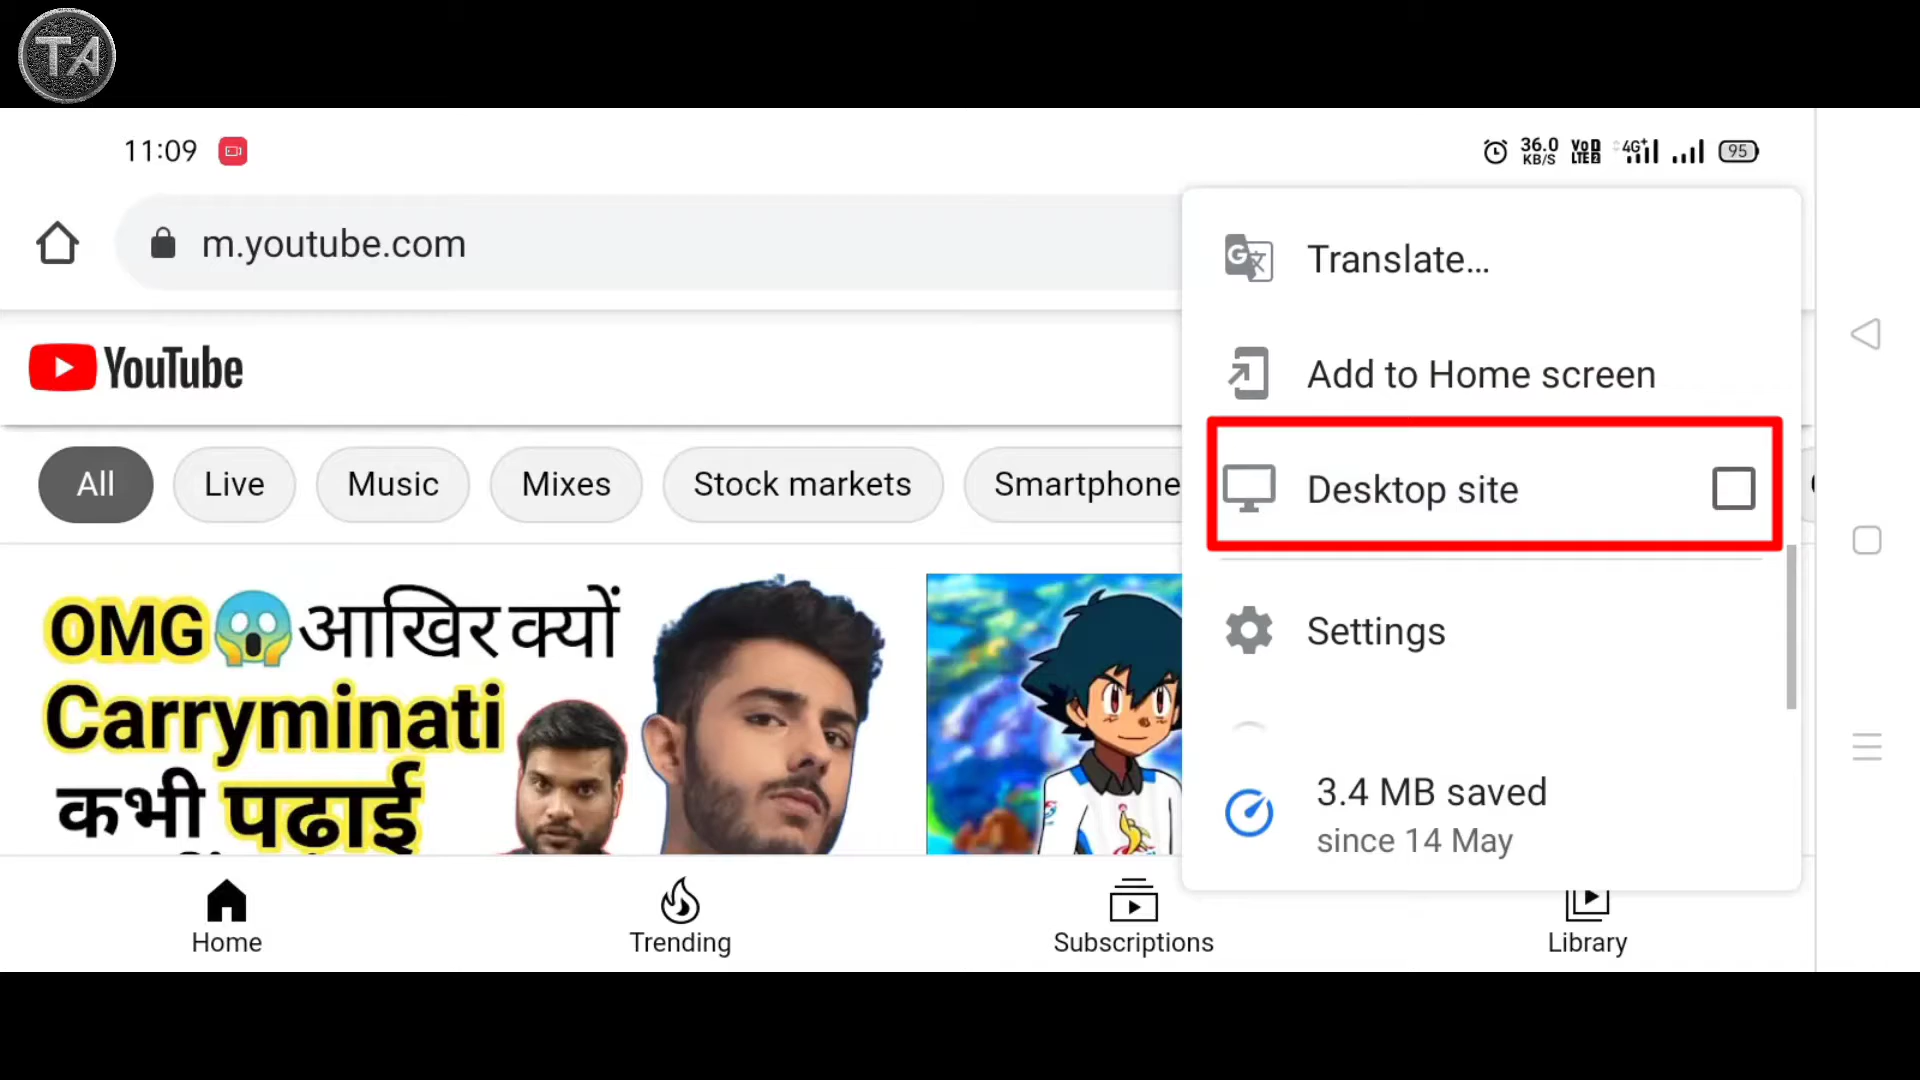 TA
11:09
36.0
KB/S
VoD
LTE2
4G+
95
m.youtube.com
Translate...
YouTube
Add to Home screen
All
Live
Music
Mixes
Stock markets
Smartphone
Desktop site
OMG😱आखिर क्यों
Carryminati
कभी पढाई
Settings
3.4 MB saved
since 14 May
Home
Trending
Subscriptions
Library